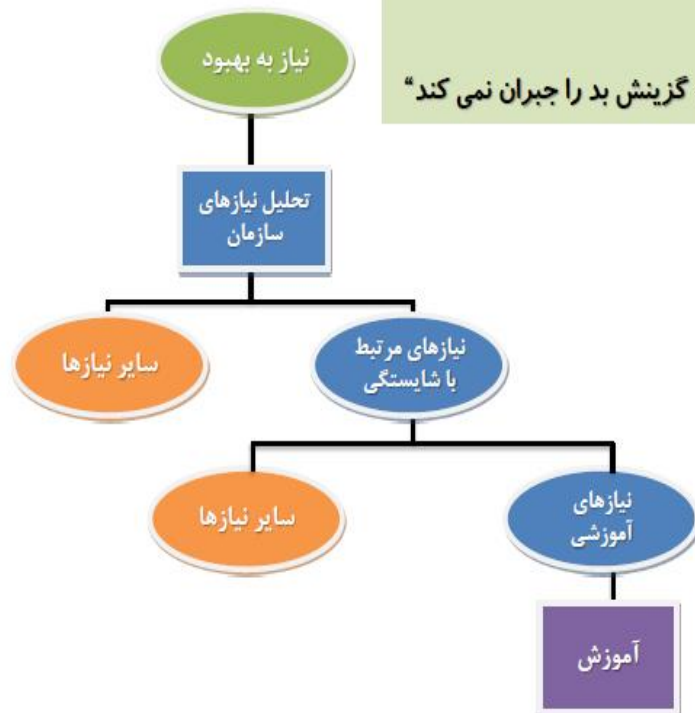 نیاز به بهبود
گزینش بد را جبران نمی کند“
تحلیل نیازهای
سازمان
نیازهای مرتبط
با شایستگی
سایر نیازها
نیازهای
آموزشی
سایر نیازها
آموزش